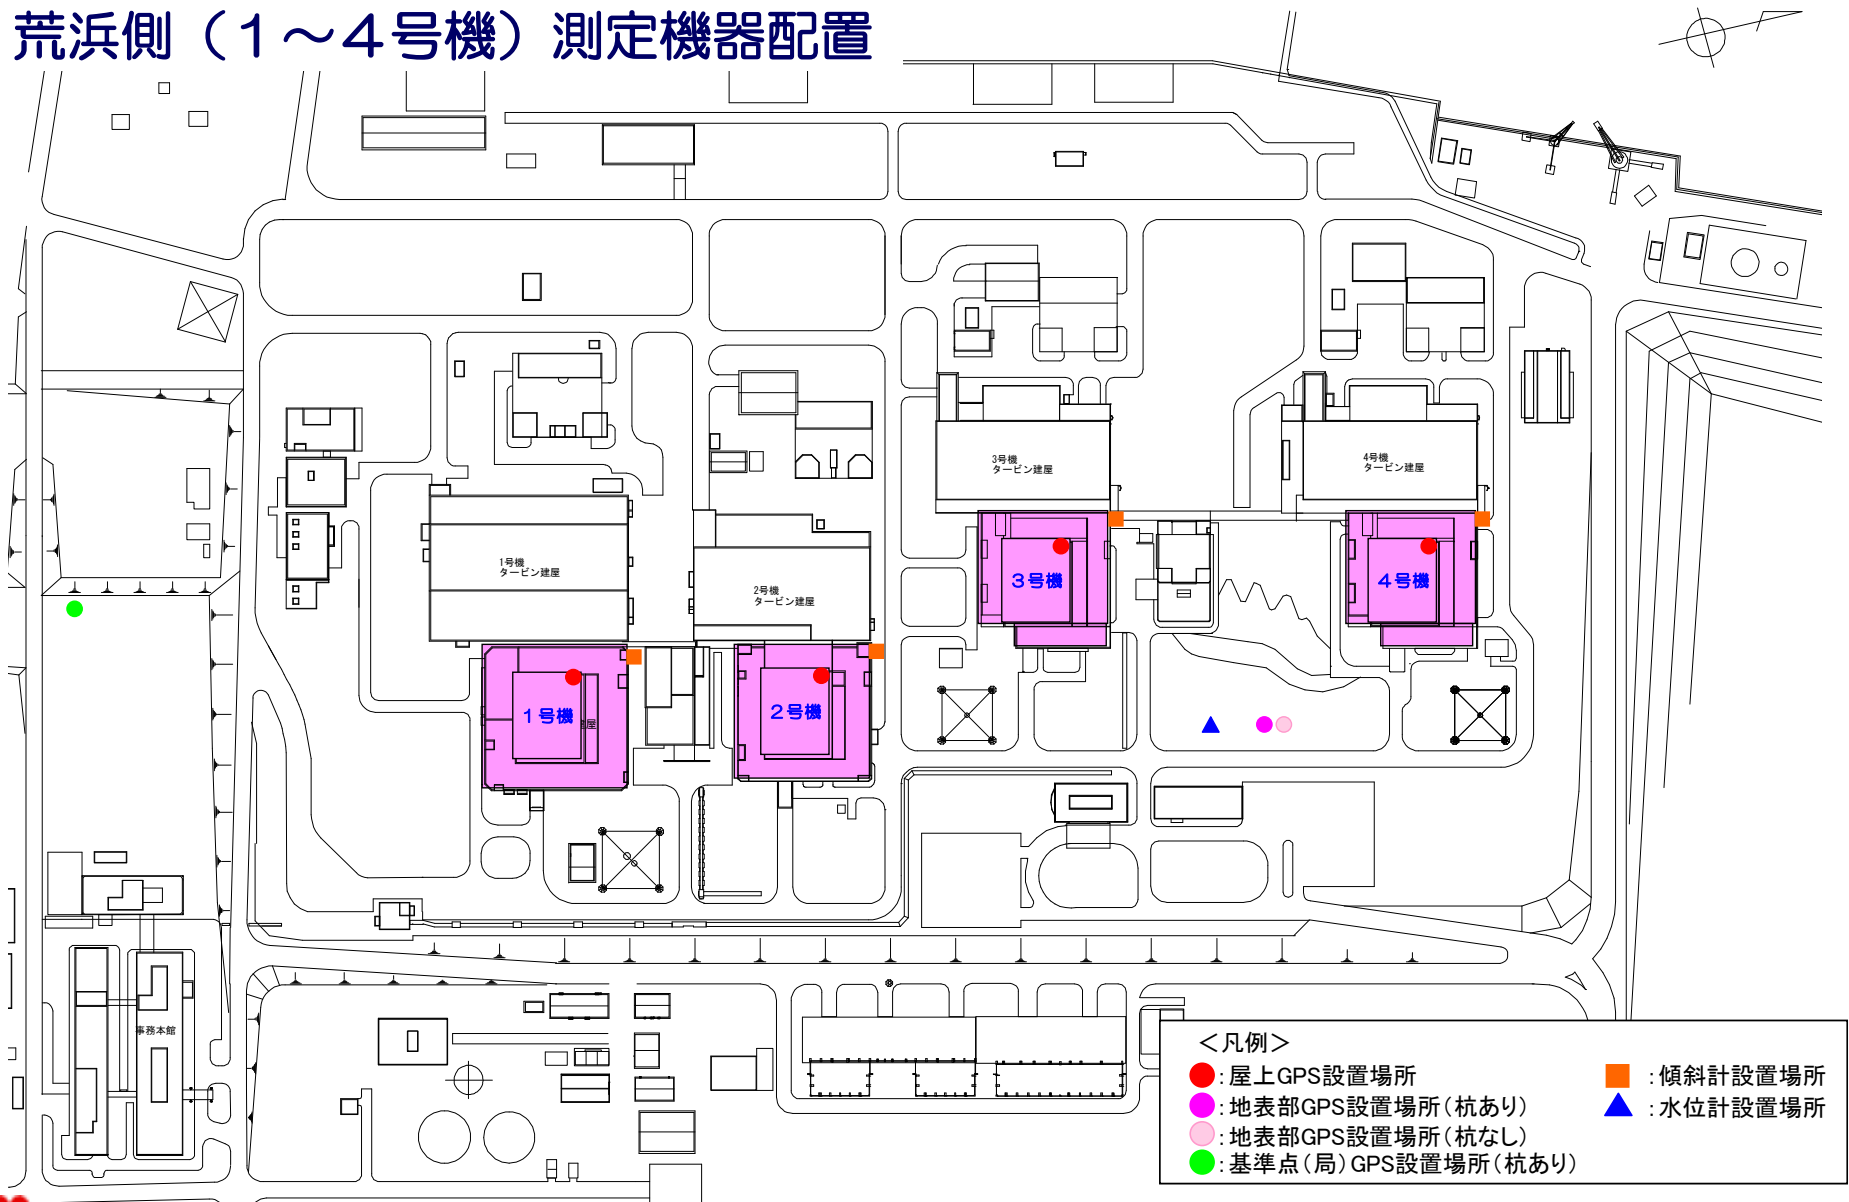 荒浜側（１～４号機）測定機器配置
3号機
タービン建屋
4号機
タービン建屋
1号機
タービン建屋
2号機
タービン建屋
３号機
４号機
１号機
屋
２号機
事務本館
＜凡例＞
：屋上GPS設置場所
：地表部GPS設置場所（杭あり）
：地表部GPS設置場所（杭なし）
：基準点（局）GPS設置場所（杭あり）
：傾斜計設置場所
：水位計設置場所